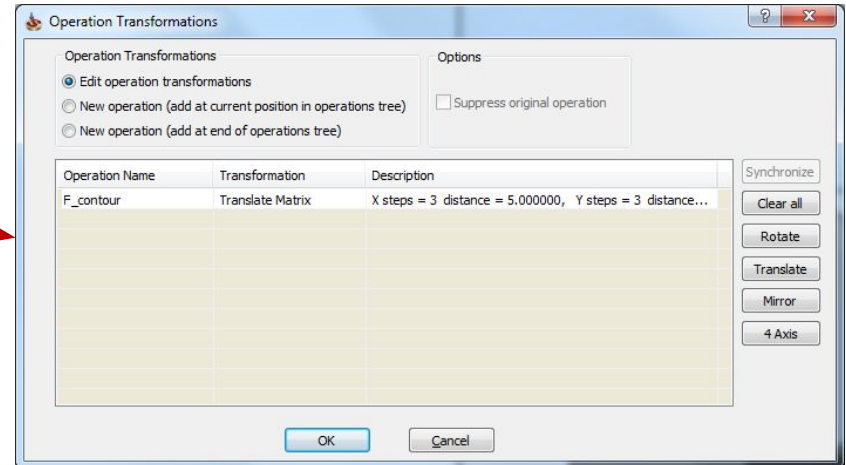 Operation Transformations
Operation Transformations
Options
Edit operation transformations
New operation (add at current position in operations tree)
New operation (add at end of operations tree)
Suppress original operation
Operation Name Transformation Description
F_contour Translate Matrix X steps = 3 distance = 5.000000, Y steps = 3 distance...
Synchronize
Clear all
Rotate
Translate
Mirror
4 Axis
OK Cancel